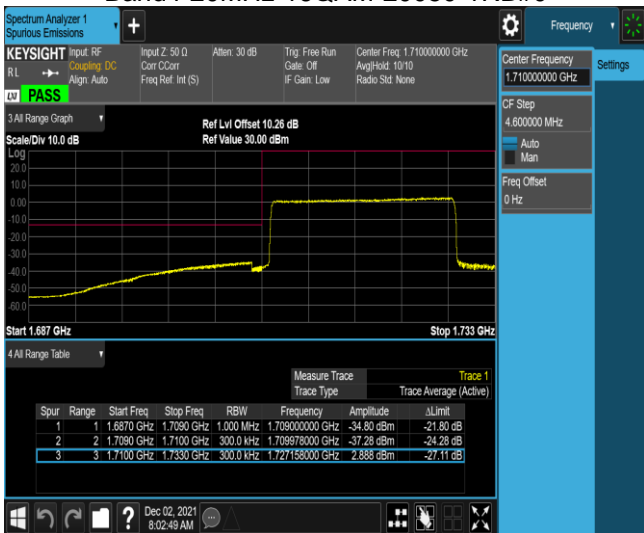 Spectrum Analyzer 1
Spurious Emissions
Frequency
KEYSIGHT Input: RF
R L
Coupling: DC
Align: Auto
Input Z: 50 Ω
Corr CCorr
Freq Ref: Int (S)
Atten: 30 dB
Trig: Free Run
Gate: Off
IF Gain: Low
Center Freq: 1.710000000 GHz
Avg|Hold: 10/10
Radio Std: None
LXI PASS
3 All Range Graph
Ref Lvl Offset 10.26 dB
Scale/Div 10.0 dB
Ref Value 30.00 dBm
Log
20.0
10.0
0.00
-10.0
-20.0
-30.0
-40.0
-50.0
-60.0
Start 1.687 GHz
Stop 1.733 GHz
4 All Range Table
Measure Trace Trace 1
Trace Type Trace Average (Active)
Spur Range Start Freq Stop Freq RBW Frequency Amplitude ΔLimit
1 1 1.6870 GHz 1.7090 GHz 1.000 MHz 1.709000000 GHz -34.80 dBm -21.80 dB
2 2 1.7090 GHz 1.7100 GHz 300.0 kHz 1.709978000 GHz -37.28 dBm -24.28 dB
3 3 1.7100 GHz 1.7330 GHz 300.0 kHz 1.727158000 GHz 2.888 dBm -27.11 dB
Dec 02, 2021
8:02:49 AM
Center Frequency
1.710000000 GHz
Settings
CF Step
4.600000 MHz
Auto
Man
Freq Offset
0 Hz